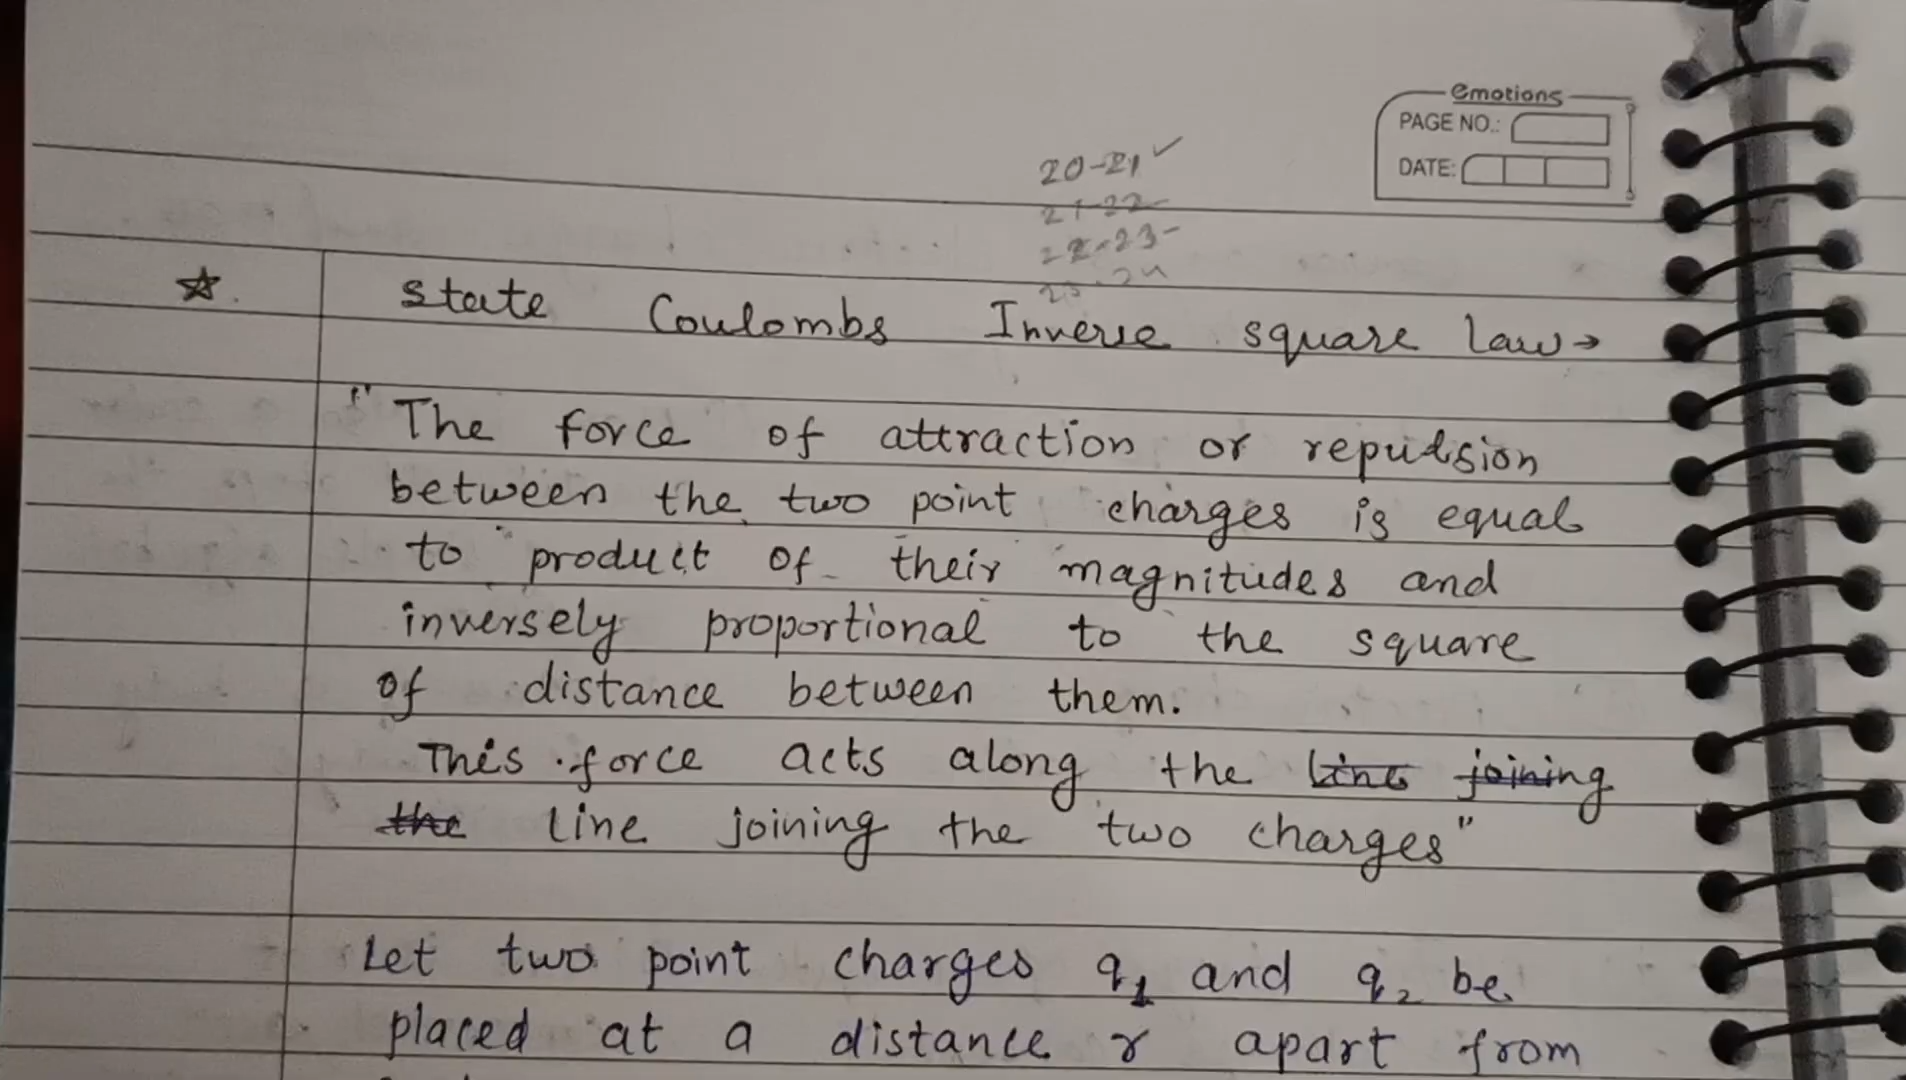 emotions
PAGE NO.:
DATE:
20-21 ✓
21-22
22-23-
☆ state Coulombs Inverse square law→
"The force of attraction or repulsion
between the two point charges is equal
to product of their magnitudes and
inversely proportional to the square
of distance between them.
This force acts along the line joining
the line joining the two charges"
Let two point charges q₁ and q₂ be
placed at a distance r apart from